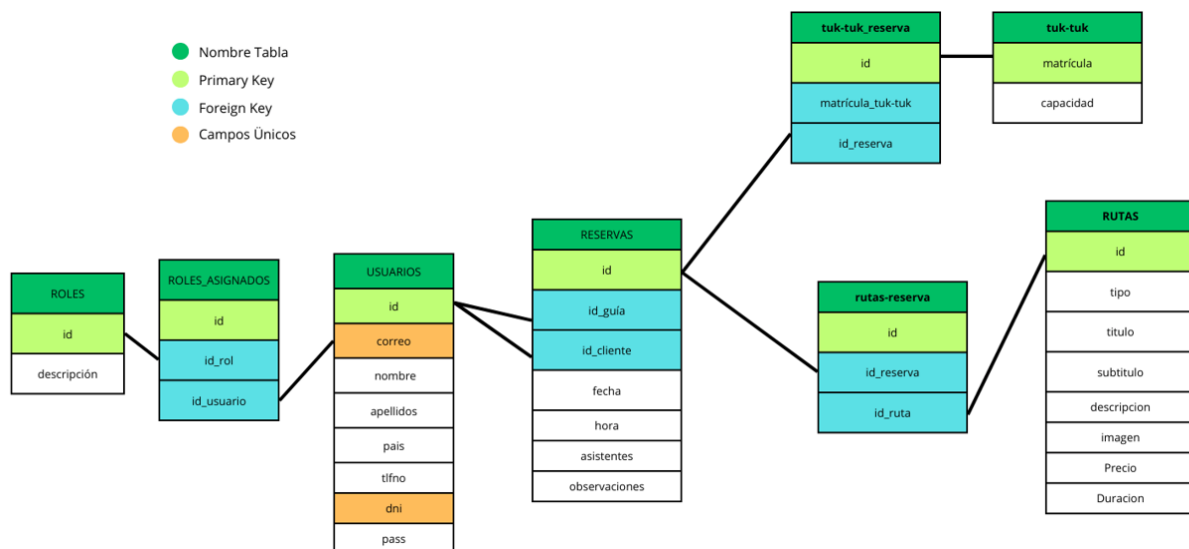 Nombre Tabla
Primary Key
Foreign Key
Campos Ünicos
tuk-tuk_reserva
id
matrícula_tuk-tuk
id_reserva
tuk-tuk
matrícula
capacidad
ROLES
id
descripción
ROLES_ASIGNADOS
id
id_rol
id_usuario
USUARIOS
id
correo
nombre
apellidos
pais
tlfno
dni
pass
RESERVAS
id
id_guía
id_cliente
fecha
hora
asistentes
observaciones
rutas-reserva
id
id_reserva
id_ruta
RUTAS
id
tipo
titulo
subtitulo
descripcion
imagen
Precio
Duracion